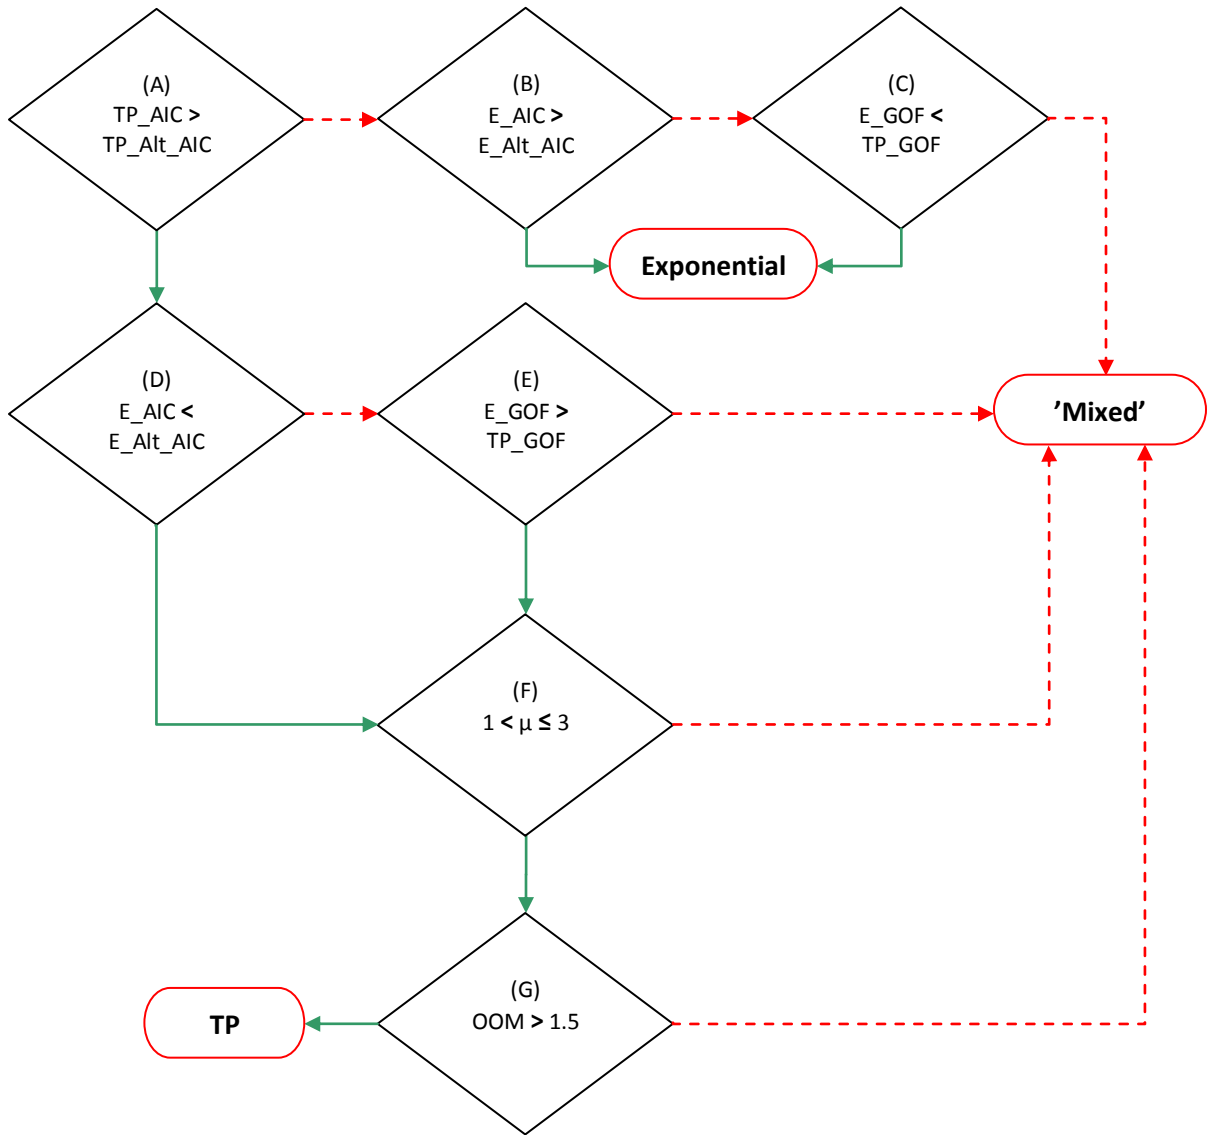 (A)
TP_AIC >
TP_Alt_AIC
(B)
E_AIC >
E_Alt_AIC
(C)
E_GOF <
TP_GOF
Exponential
(D)
E_AIC <
E_Alt_AIC
(E)
E_GOF >
TP_GOF
’Mixed’
(F)
1 < μ ≤ 3
(G)
OOM > 1.5
TP